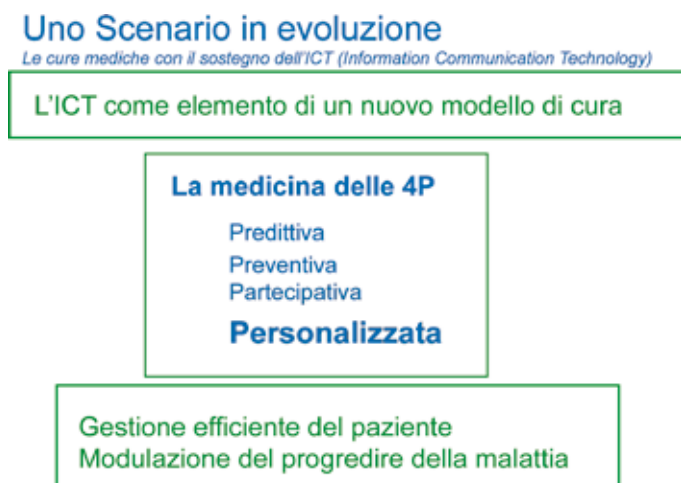 Uno Scenario in evoluzione
Le cure mediche con il sostegno dell'ICT (Information Communication Technology)
L'ICT come elemento di un nuovo modello di cura
La medicina delle 4P
Predittiva
Preventiva
Partecipativa
Personalizzata
Gestione efficiente del paziente
Modulazione del progredire della malattia